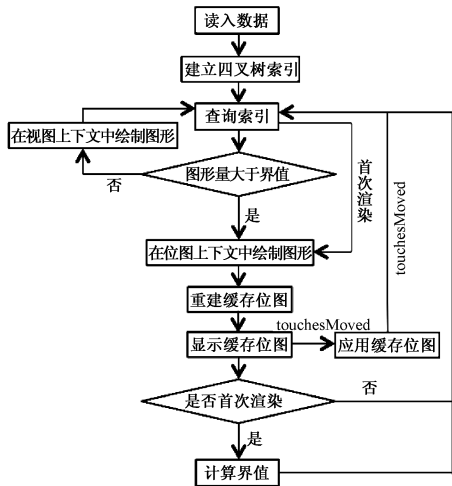 读入数据
建立四叉树索引
查询索引
在视图上下文中绘制图形
否
图形量大于界值
首次渲染
是
touchesMoved
在位图上下文中绘制图形
重建缓存位图
touchesMoved
显示缓存位图
应用缓存位图
是否首次渲染
否
是
计算界值